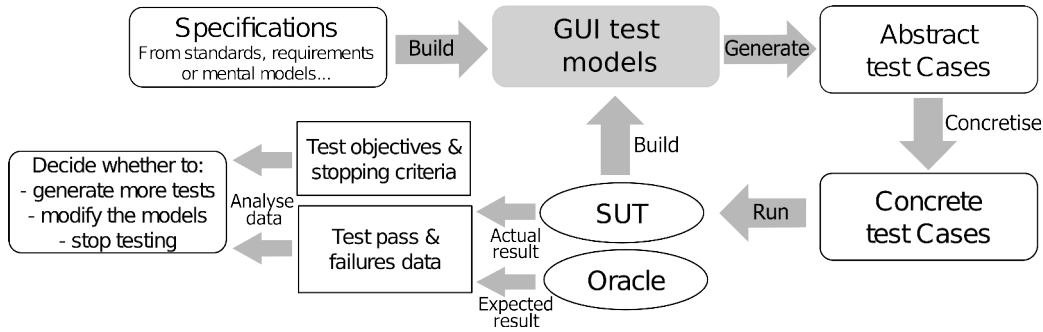 Specifications
From standards, requirements
or mental models...
Build
GUI test
models
Generate
Abstract
test Cases
Concretise
Build
Test objectives &
stopping criteria
Decide whether to:
- generate more tests
- modify the models
- stop testing
Analyse
data
Test pass &
failures data
Actual
result
SUT
Run
Concrete
test Cases
Oracle
Expected
result